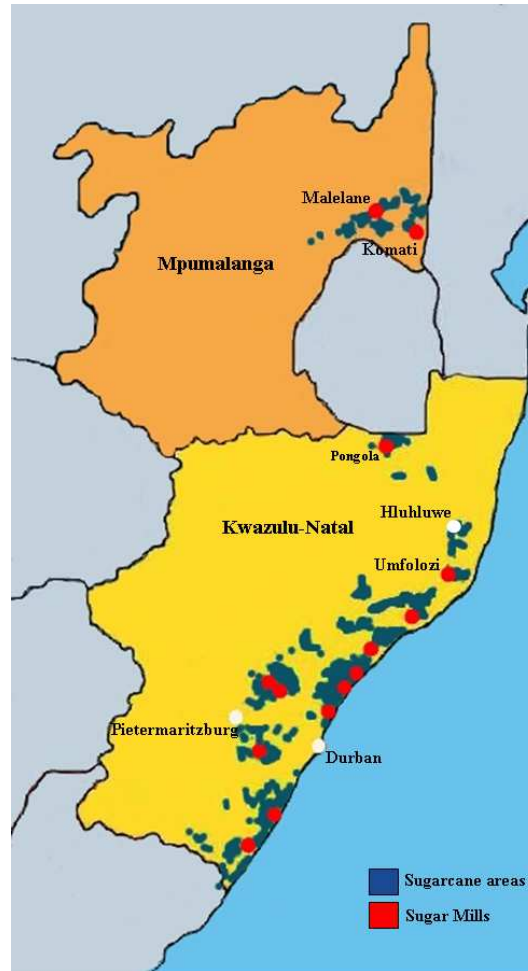 Malelane
Komati
Mpumalanga
Pongola
Hluhluwe
Kwazulu-Natal
Umfolozi
Pietermaritzburg
Durban
Sugarcane areas
Sugar Mills